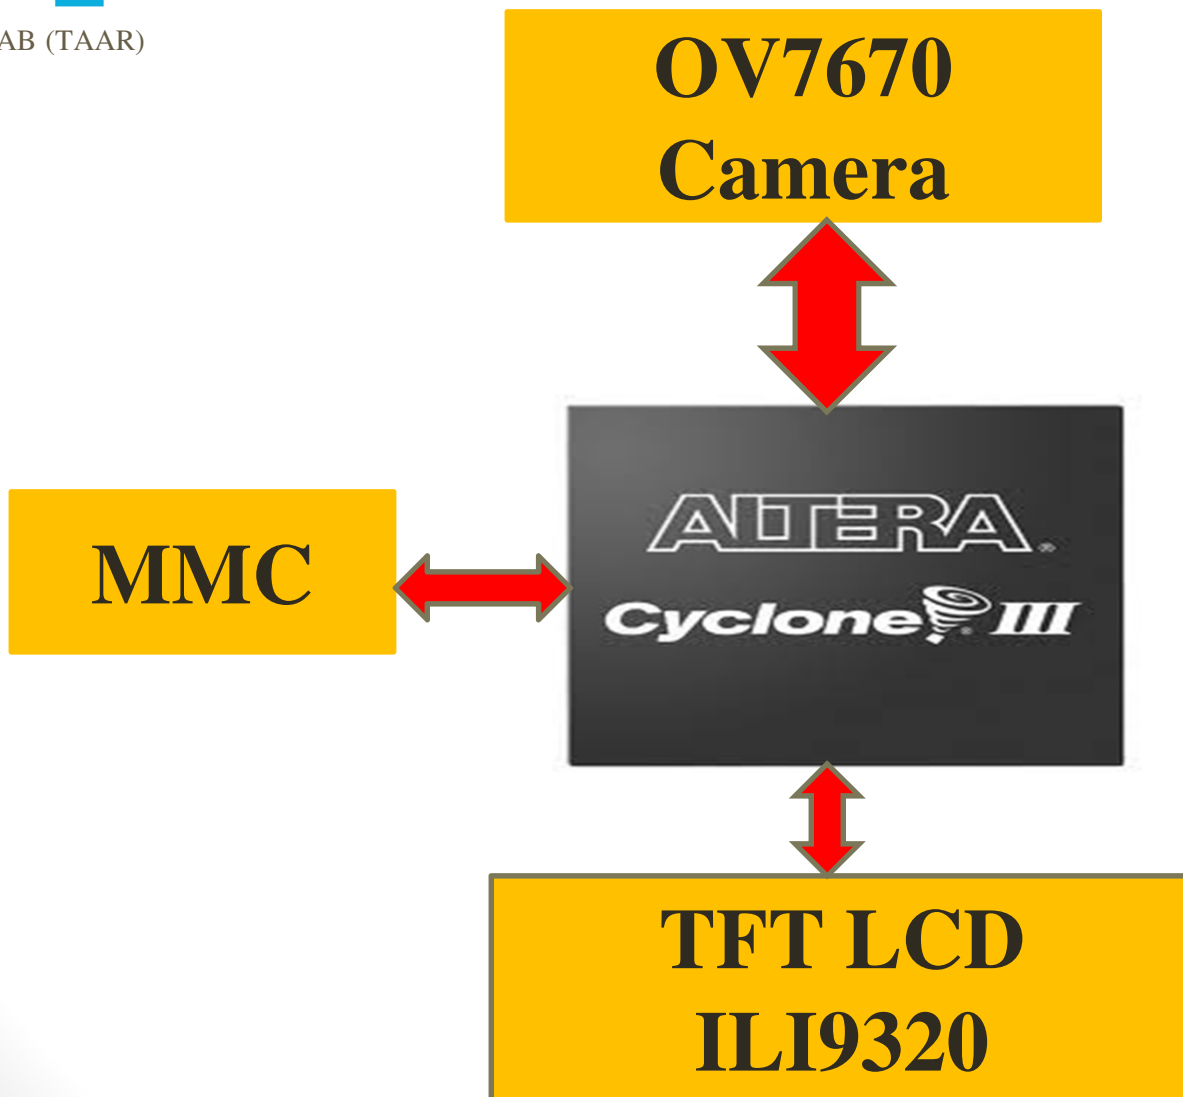 AB (TAAR)
OV7670
Camera
ALTERA®
MMC
Cyclone® III
TFT LCD
ILI9320